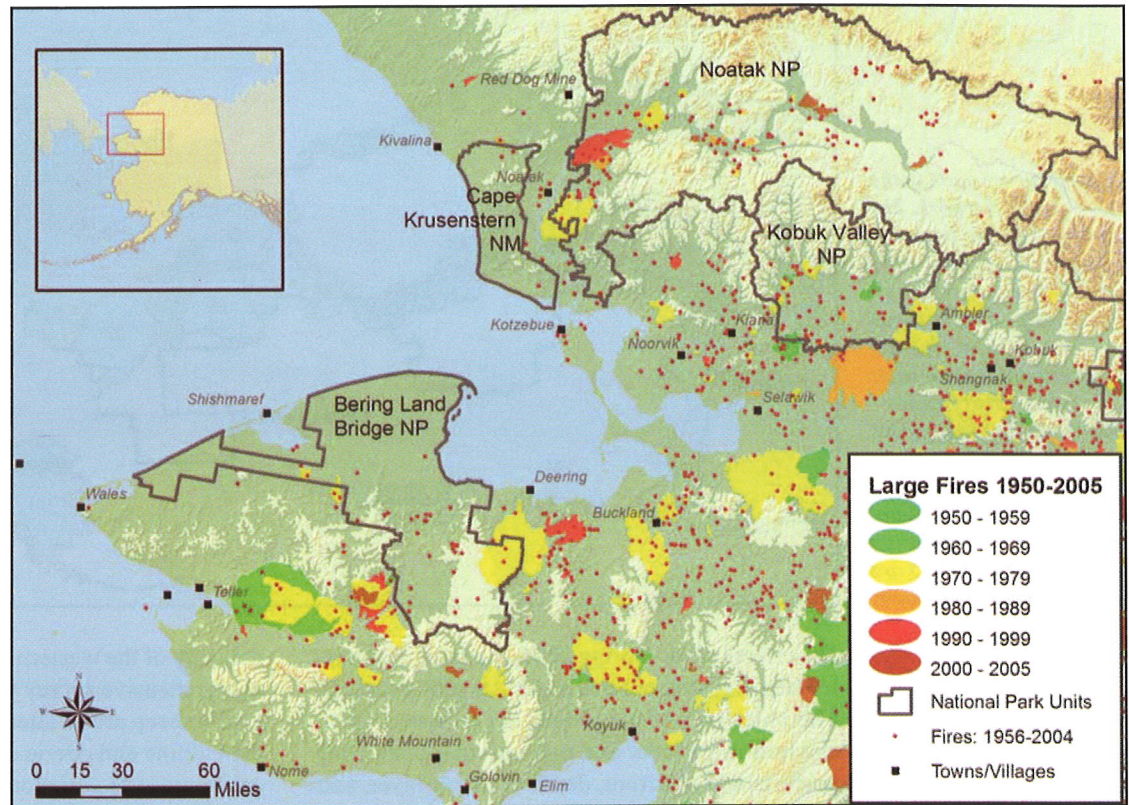 Red Dog Mine
Noatak NP
Kivalina
Noatak
Cape
Krusenstern
NM
Kobuk Valley
NP
Kotzebue
Kiana
Ambler
Noorvik
Kobuk
Shungnak
Selawik
Shishmaref
Bering Land
Bridge NP
Wales
Deering
Buckland
Teller
Koyuk
White Mountain
Nome
Golovin
Elim
N
W
E
S
0 15 30 60
Miles
Large Fires 1950-2005
1950 - 1959
1960 - 1969
1970 - 1979
1980 - 1989
1990 - 1999
2000 - 2005
National Park Units
Fires: 1956-2004
Towns/Villages